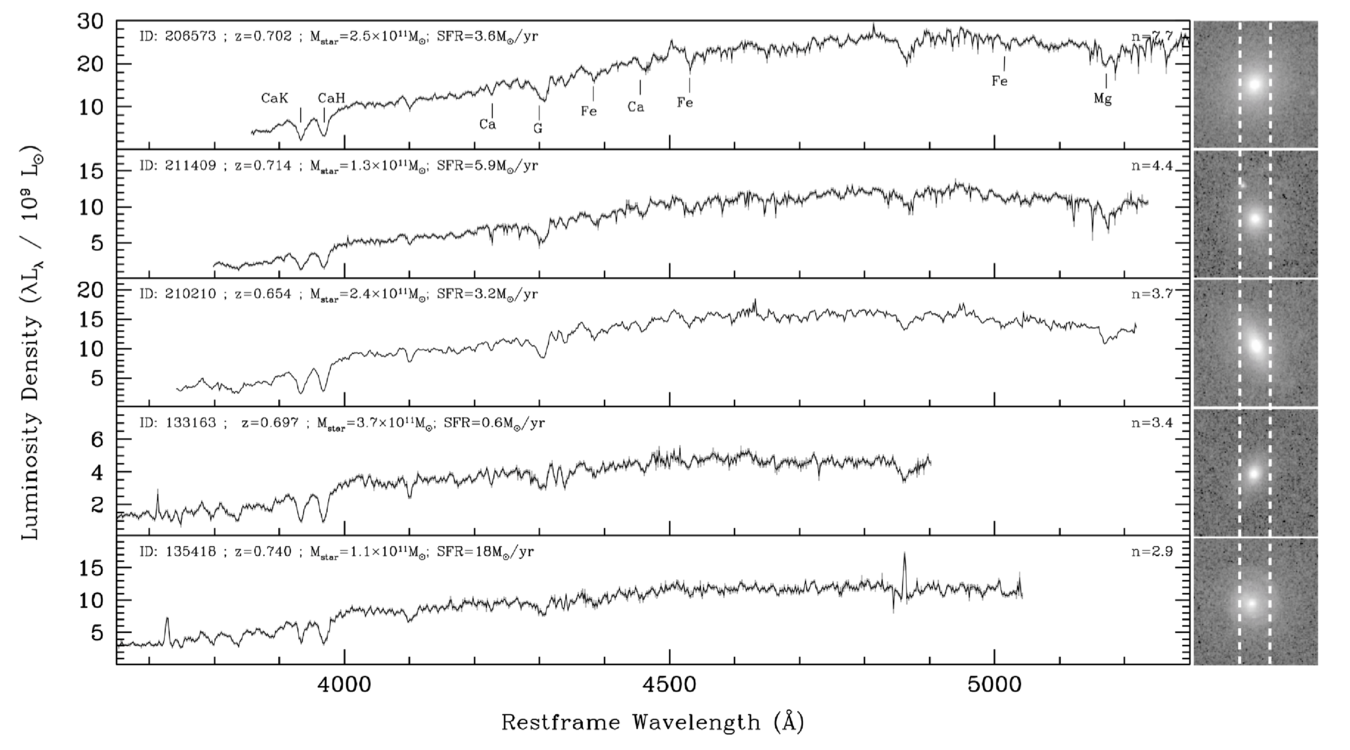 30
ID: 206573 ; z=0.702 ; Mstar=2.5×10¹¹M⊙; SFR=3.6M⊙/yr
n=7.7
20
10
CaK
CaH
Ca
G
Fe
Ca
Fe
Fe
Mg
15
10
5
ID: 211409 ; z=0.714 ; Mstar=1.3×10¹¹M⊙; SFR=5.9M⊙/yr
n=4.4
20
15
10
5
ID: 210210 ; z=0.654 ; Mstar=2.4×10¹¹M⊙; SFR=3.2M⊙/yr
n=3.7
6
4
2
ID: 133163 ; z=0.697 ; Mstar=3.7×10¹¹M⊙; SFR=0.6M⊙/yr
n=3.4
15
10
5
ID: 135418 ; z=0.740 ; Mstar=1.1×10¹¹M⊙; SFR=18M⊙/yr
n=2.9
4000
4500
5000
Restframe Wavelength (Å)
Luminosity Density (λLλ / 10⁹ L⊙)